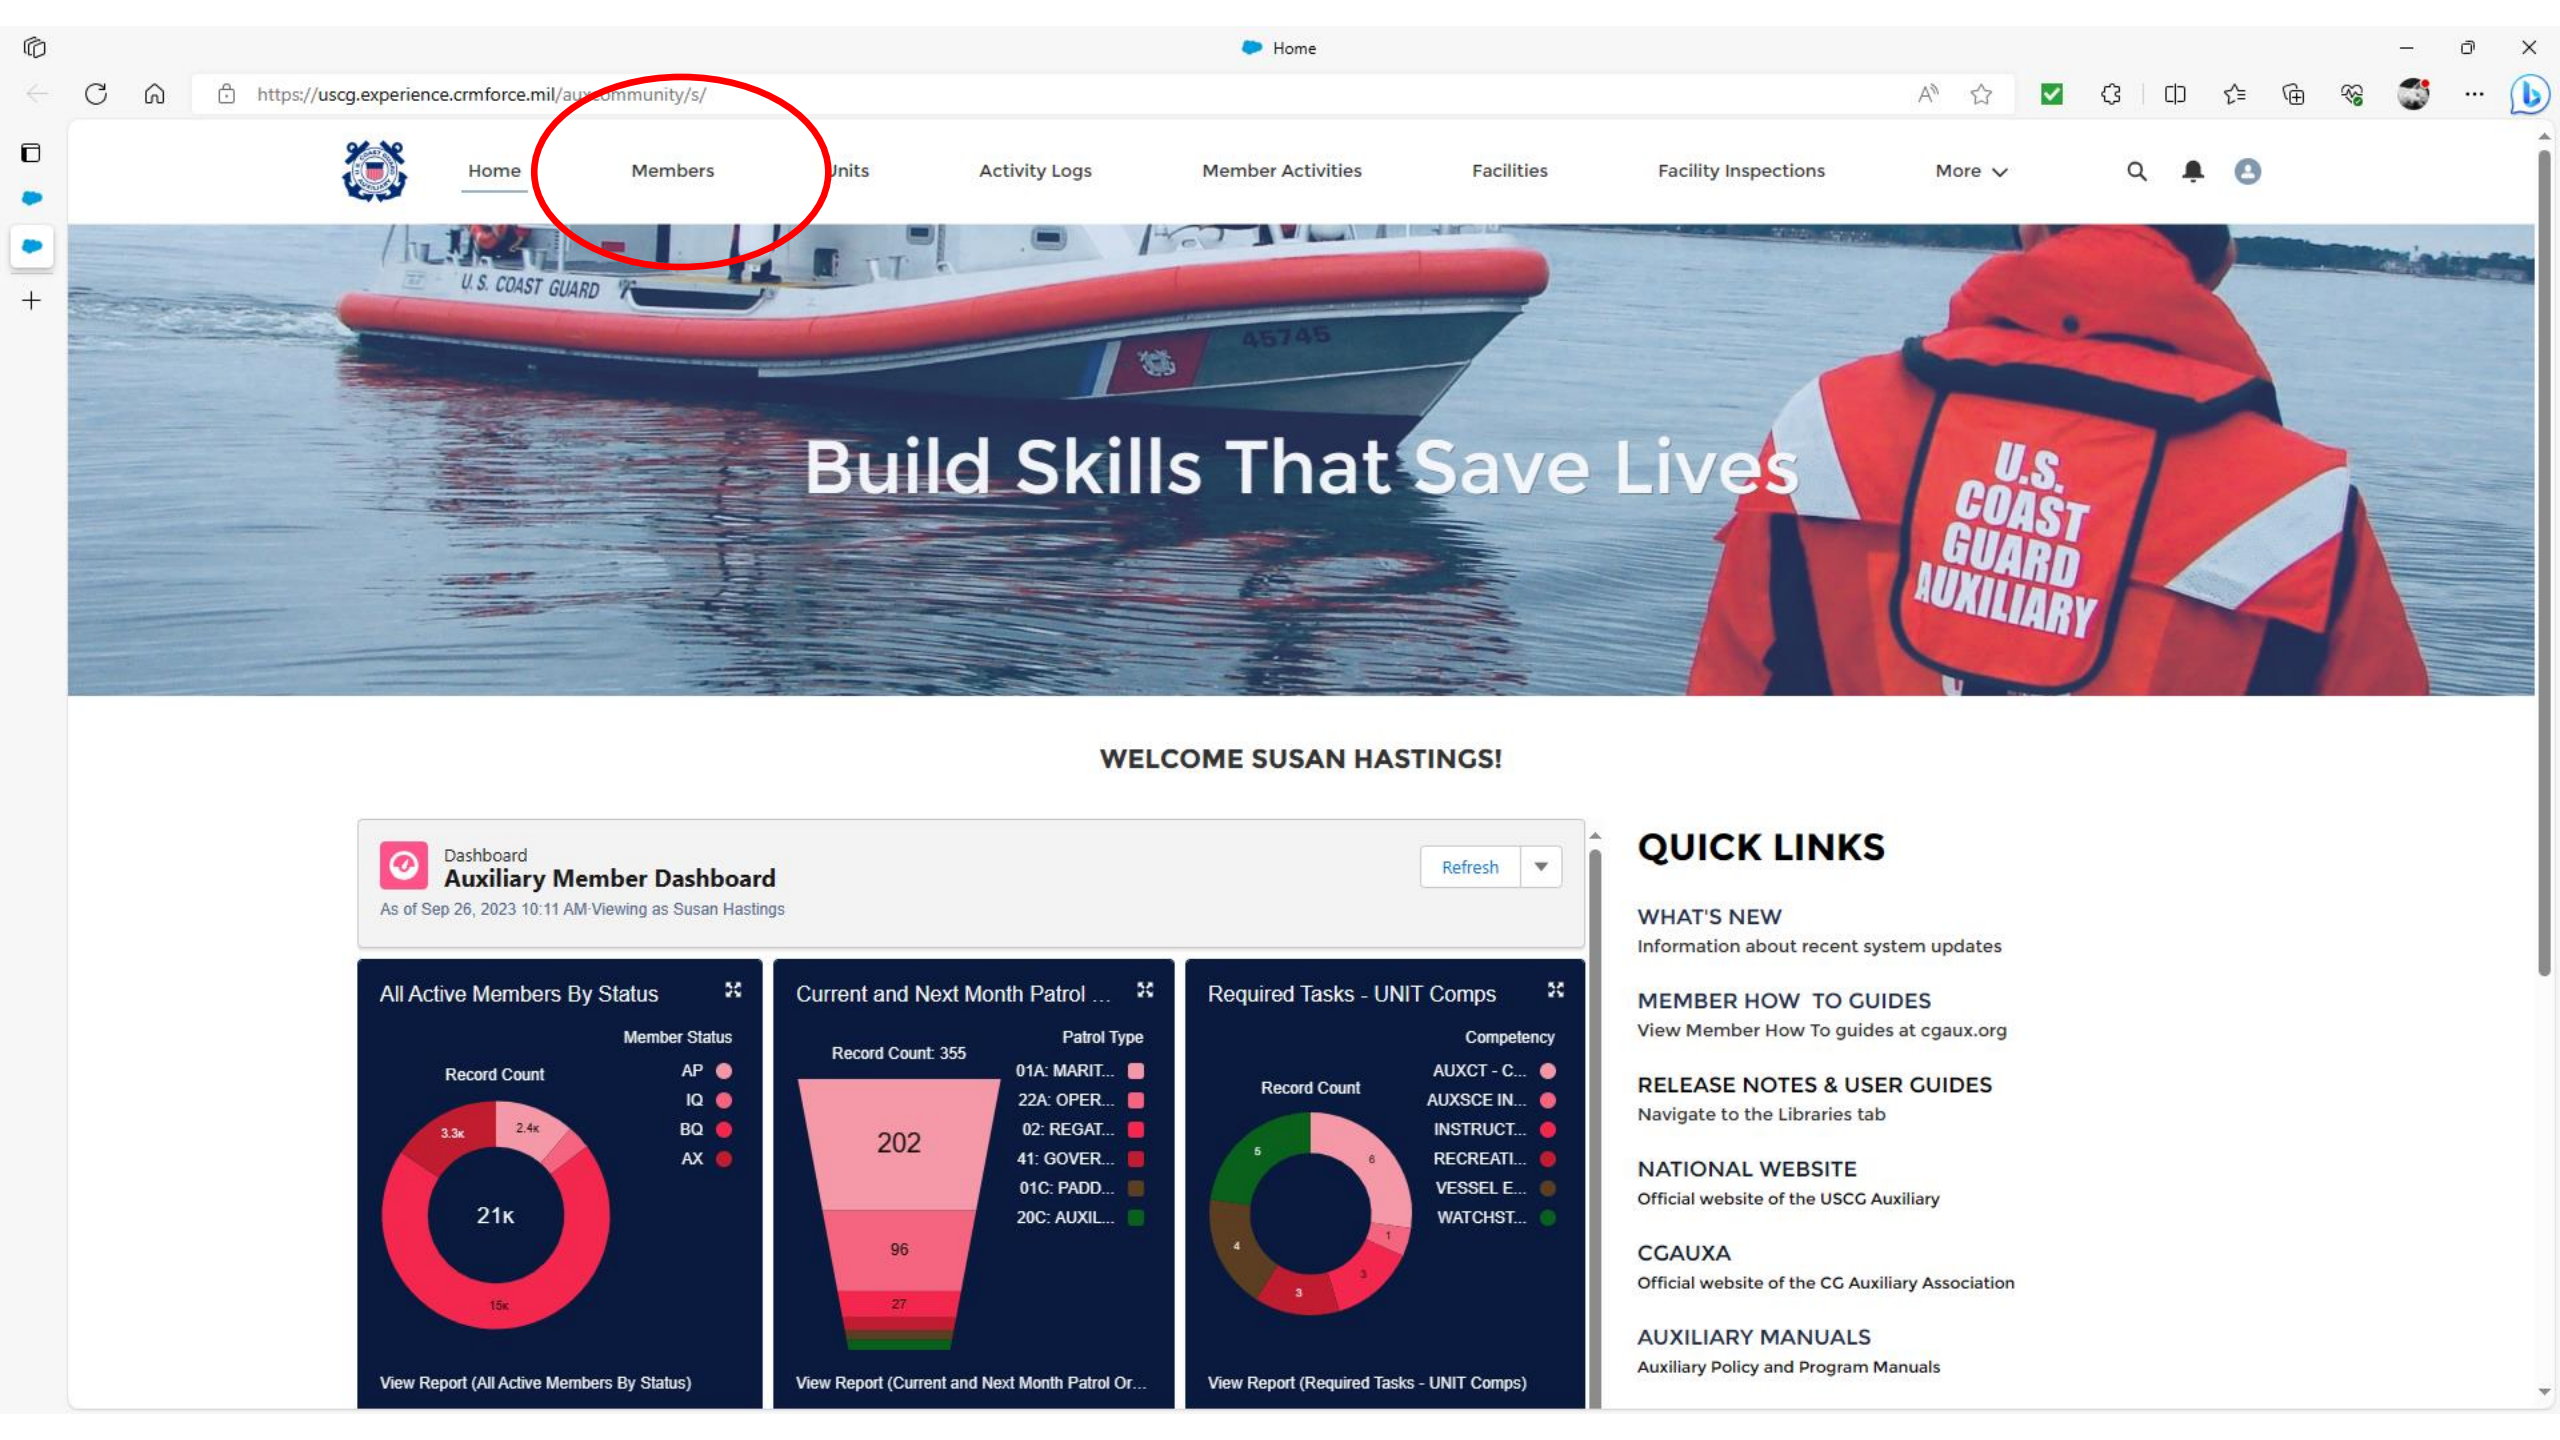 Home
https://uscg.experience.crmforce.mil/auxcommunity/s/
Home
Members
Units
Activity Logs
Member Activities
Facilities
Facility Inspections
More
U.S. COAST GUARD
45745
Build Skills That Save Lives
U.S.
COAST
GUARD
AUXILIARY
WELCOME SUSAN HASTINGS!
Dashboard
Auxiliary Member Dashboard
As of Sep 26, 2023 10:11 AM·Viewing as Susan Hastings
Refresh
All Active Members By Status
Member Status
Record Count
AP
IQ
BQ
AX
3.3K
2.4K
21K
15K
View Report (All Active Members By Status)
Current and Next Month Patrol ...
Patrol Type
Record Count: 355
01A: MARIT...
22A: OPER...
02: REGAT...
41: GOVER...
01C: PADD...
20C: AUXIL...
202
96
27
View Report (Current and Next Month Patrol Or...
Required Tasks - UNIT Comps
Competency
Record Count
AUXCT - C...
AUXSCE IN...
INSTRUCT...
RECREATI...
VESSEL E...
WATCHST...
5
6
4
1
3
3
View Report (Required Tasks - UNIT Comps)
QUICK LINKS
WHAT'S NEW
Information about recent system updates
MEMBER HOW TO GUIDES
View Member How To guides at cgaux.org
RELEASE NOTES & USER GUIDES
Navigate to the Libraries tab
NATIONAL WEBSITE
Official website of the USCG Auxiliary
CGAUXA
Official website of the CG Auxiliary Association
AUXILIARY MANUALS
Auxiliary Policy and Program Manuals